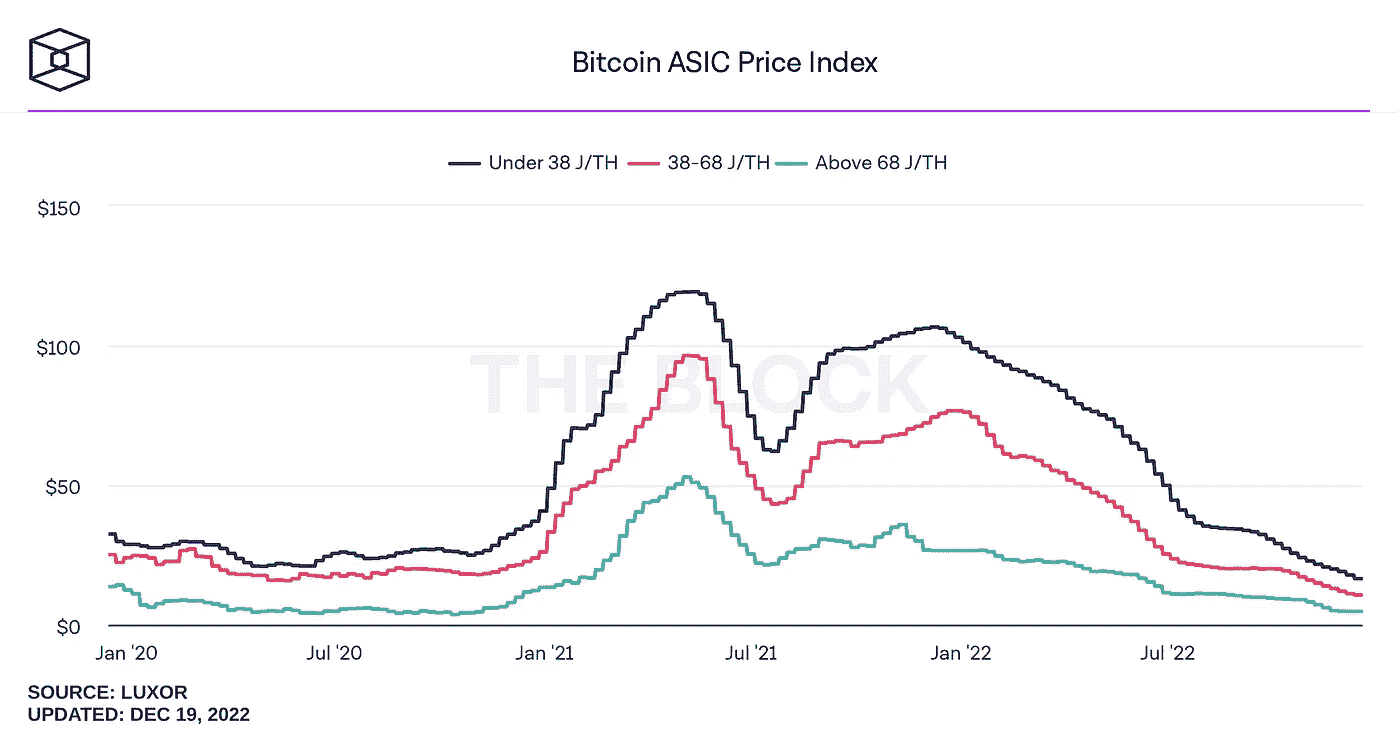 Bitcoin ASIC Price Index
Under 38 J/TH 38-68 J/TH Above 68 J/TH
$150
$100
THE BLOCK
$50
$0
Jan '20 Jul '20 Jan '21 Jul '21 Jan '22 Jul '22
SOURCE: LUXOR
UPDATED: DEC 19, 2022